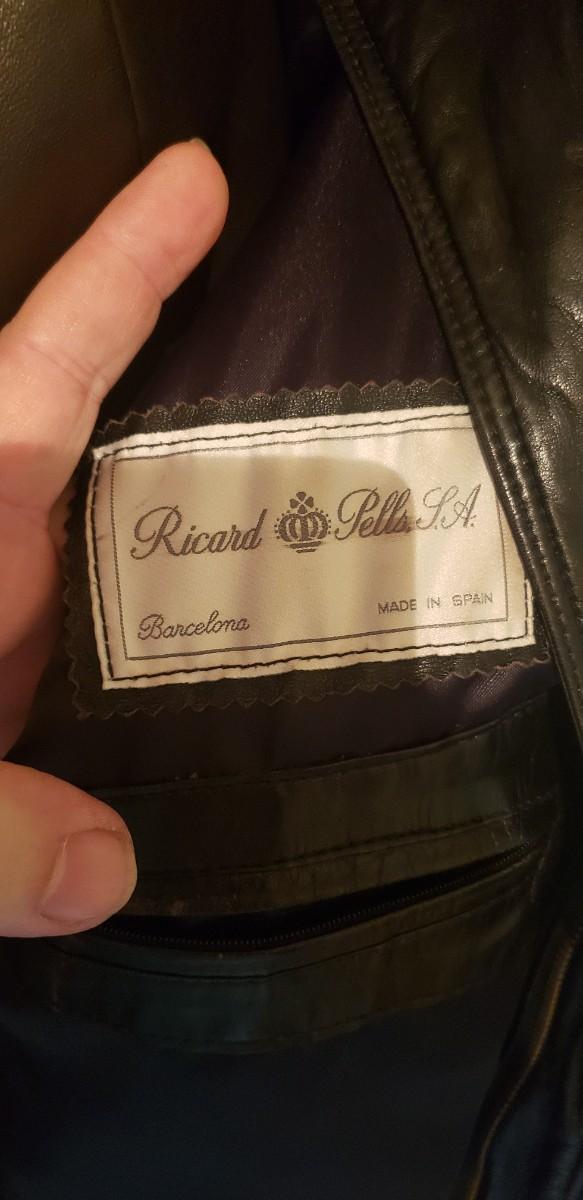 Ricard Pells, S.A.
Barcelona
MADE IN SPAIN